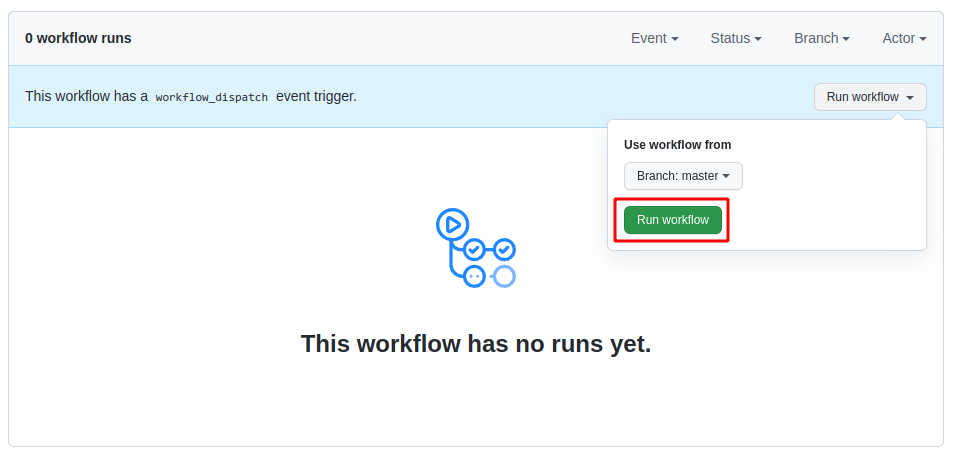 0 workflow runs
Event Status Branch Actor
This workflow has a workflow_dispatch event trigger.
Run workflow
Use workflow from
Branch: master
Run workflow
This workflow has no runs yet.